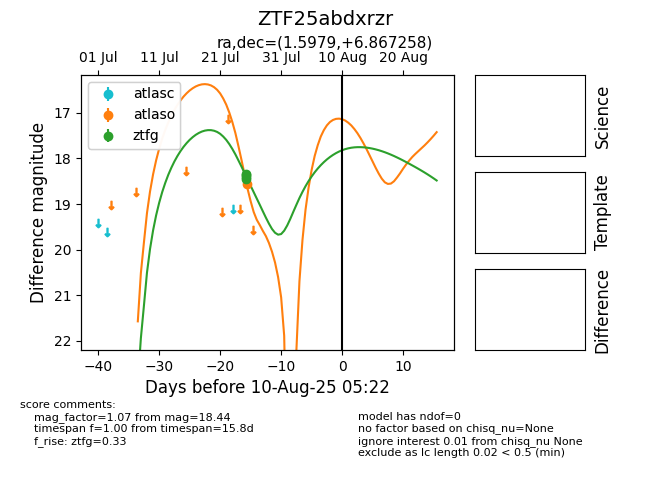 ZTF25abdxrzr
ra,dec=(1.5979,+6.867258)
01 Jul 11 Jul 21 Jul 31 Jul 10 Aug 20 Aug
atlasc
atlaso
ztfg
Difference magnitude
17
18
19
20
21
22
−40 −30 −20 −10 0 10
Days before 10-Aug-25 05:22
Science
Template
Difference
score comments:
mag_factor=1.07 from mag=18.44
timespan f=1.00 from timespan=15.8d
f_rise: ztfg=0.33
model has ndof=0
no factor based on chisq_nu=None
ignore interest 0.01 from chisq_nu None
exclude as lc length 0.02 < 0.5 (min)